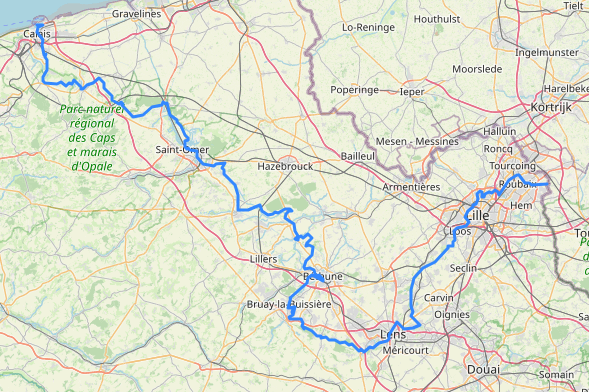 Gravelines
Calais
Lo-Reninge
Houthulst
Tielt
Ingelmunster
Moorslede
Harelbeke
Poperinge
Ieper
Kortrijk
Parc naturel
régional
des Caps
et marais
d'Opale
Saint-Omer
Hazebrouck
Mesen - Messines
Bailleul
Halluin
Roncq
Tourcoing
Armentières
Roubaix
Lille
Hem
Loos
Lillers
Béthune
Seclin
Bruay-la-Buissière
Carvin
Oignies
Lens
Méricourt
Douai
Somain
Denain